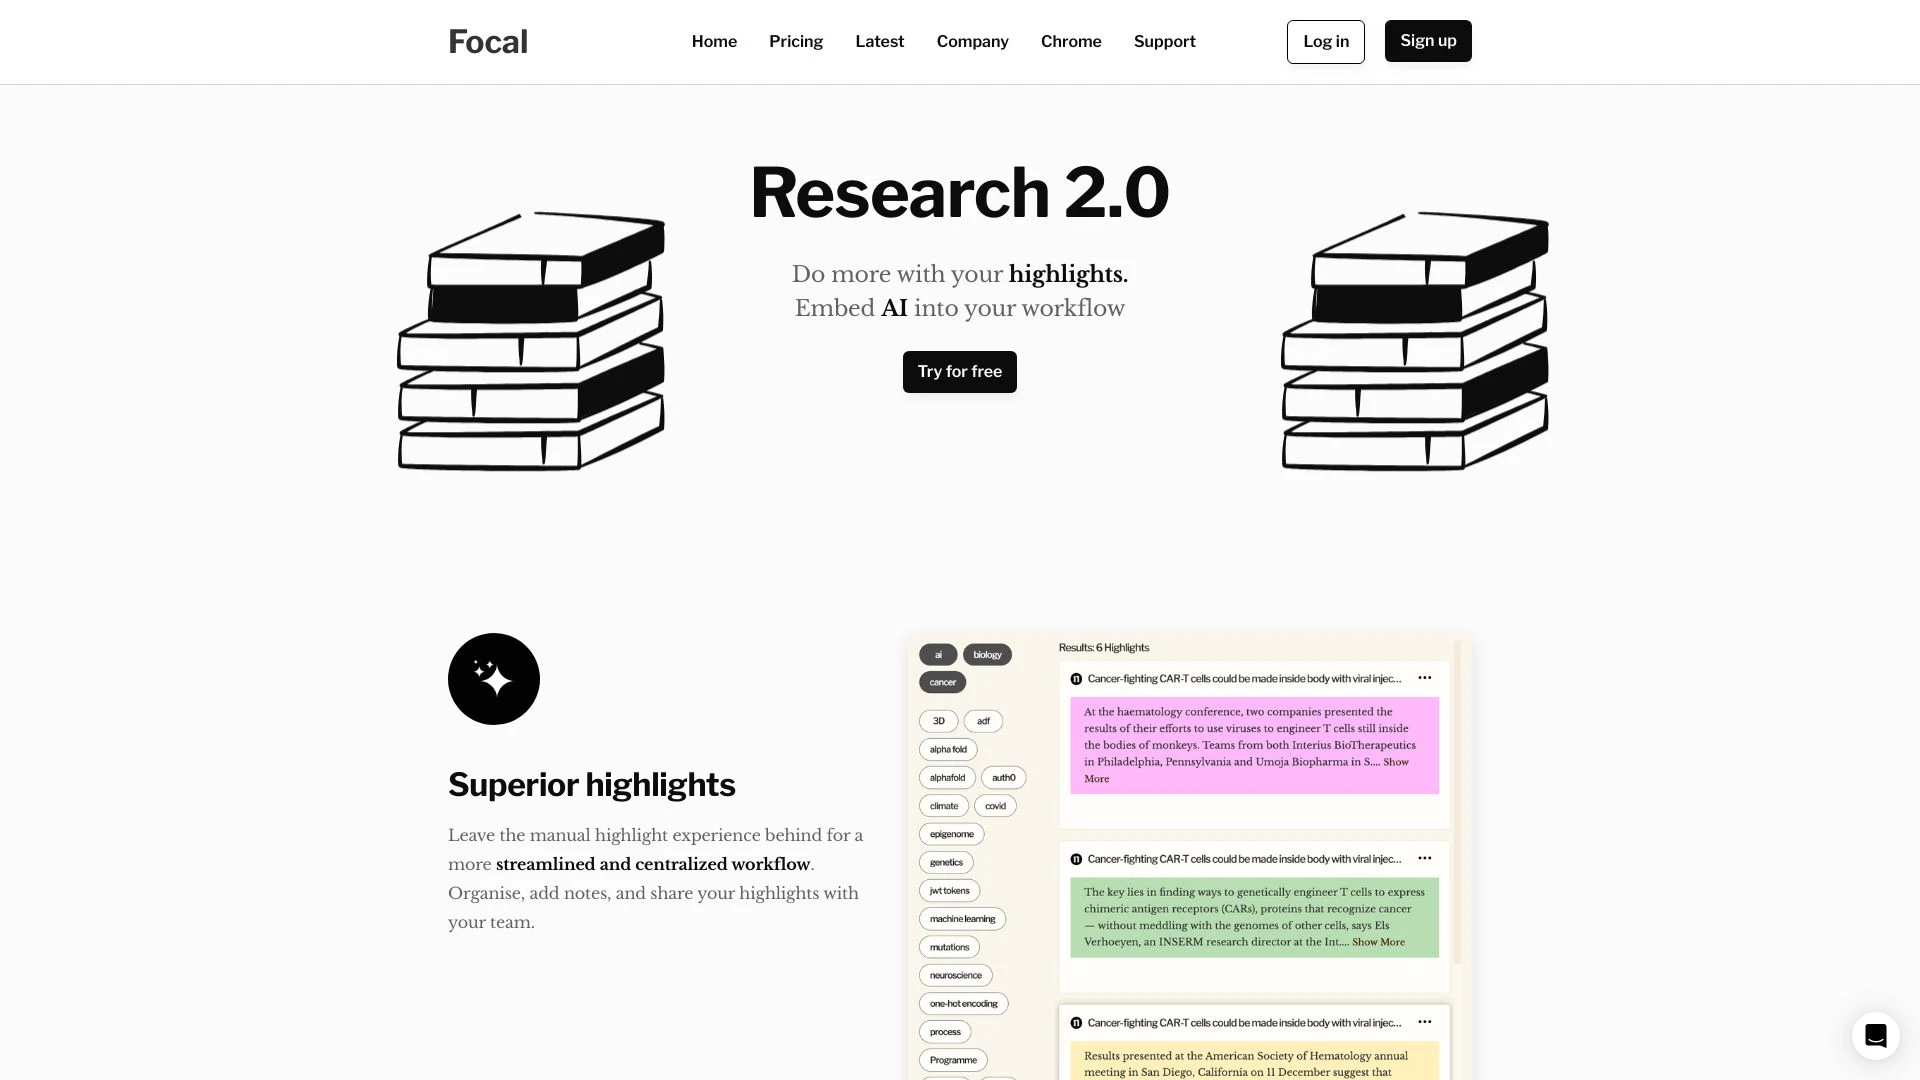 Focal
Home Pricing Latest Company Chrome Support
Log in
Sign up
Research 2.0
Do more with your highlights.
Embed AI into your workflow
Try for free
Superior highlights
Leave the manual highlight experience behind for a
more streamlined and centralized workflow.
Organise, add notes, and share your highlights with
your team.
ai biology
cancer
3D adf
alpha fold
alphafold auth0
climate covid
epigenome
genetics
jwt tokens
machine learning
mutations
neuroscience
one-hot encoding
process
Programme
Results: 6 Highlights
n Cancer-fighting CAR-T cells could be made inside body with viral injec...
At the haematology conference, two companies presented the
results of their efforts to use viruses to engineer T cells still inside
the bodies of monkeys. Teams from both Interius BioTherapeutics
in Philadelphia, Pennsylvania and Umoja Biopharma in S.... Show
More
n Cancer-fighting CAR-T cells could be made inside body with viral injec...
The key lies in finding ways to genetically engineer T cells to express
chimeric antigen receptors (CARs), proteins that recognize cancer
— without meddling with the genomes of other cells, says Els
Verhoeyen, an INSERM research director at the Int.... Show More
n Cancer-fighting CAR-T cells could be made inside body with viral injec...
Results presented at the American Society of Hematology annual
meeting in San Diego, California on 11 December suggest that